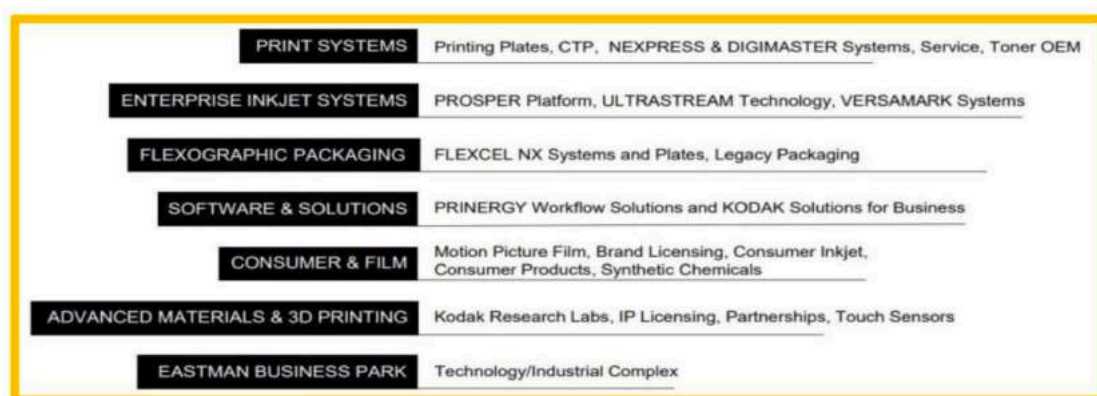 PRINT SYSTEMS Printing Plates, CTP, NEXPRESS & DIGIMASTER Systems, Service, Toner OEM
ENTERPRISE INKJET SYSTEMS PROSPER Platform, ULTRASTREAM Technology, VERSAMARK Systems
FLEXOGRAPHIC PACKAGING FLEXCEL NX Systems and Plates, Legacy Packaging
SOFTWARE & SOLUTIONS PRINERGY Workflow Solutions and KODAK Solutions for Business
CONSUMER & FILM Motion Picture Film, Brand Licensing, Consumer Inkjet,
Consumer Products, Synthetic Chemicals
ADVANCED MATERIALS & 3D PRINTING Kodak Research Labs, IP Licensing, Partnerships, Touch Sensors
EASTMAN BUSINESS PARK Technology/Industrial Complex